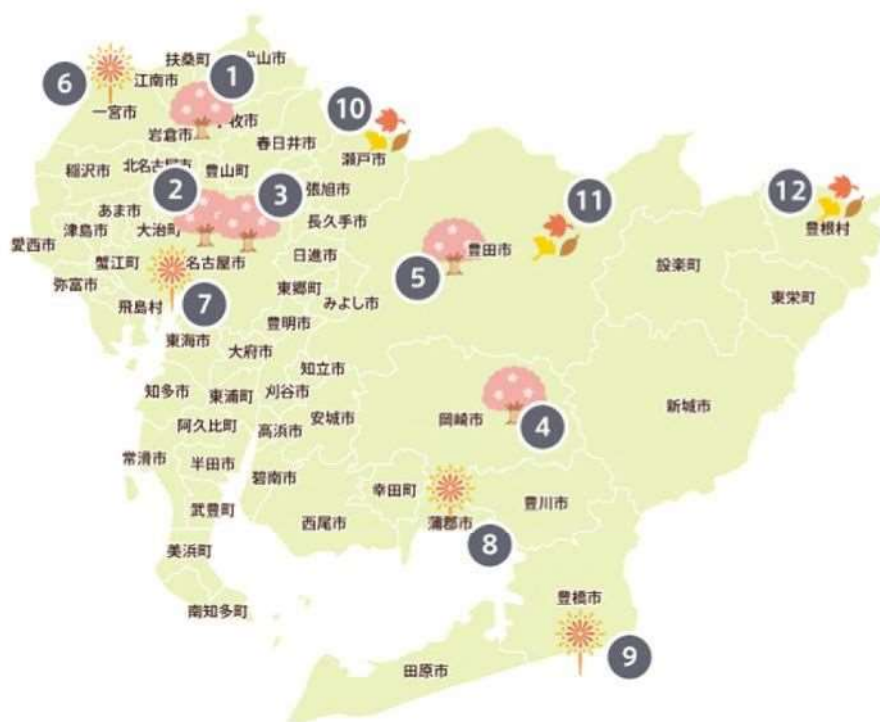 扶桑町
山市
6
1
江南市
一宮市
牧市
10
岩倉市
春日井市
瀬戸市
稲沢市
北名古屋市
豊山町
12
2
3
張旭市
11
あま市
長久手市
豊根村
津島市
大治町
愛西市
豊田市
蟹江町
名古屋市
日進市
設楽町
5
弥富市
東郷町
みよし市
東栄町
飛島村
7
豊明市
東海市
大府市
知立市
知多市
東浦町
刈谷市
新城市
安城市
岡崎市
4
阿久比町
高浜市
常滑市
半田市
碧南市
幸田町
武豊町
西尾市
豊川市
蒲郡市
8
美浜町
豊橋市
南知多町
9
田原市